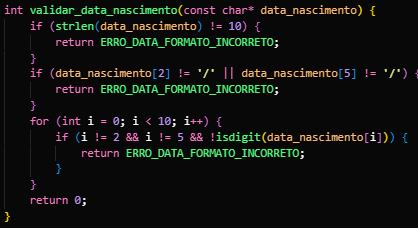 int validar_data_nascimento(const char* data_nascimento) {
    if (strlen(data_nascimento) != 10) {
        return ERRO_DATA_FORMATO_INCORRETO;
    }
    if (data_nascimento[2] != '/' || data_nascimento[5] != '/') {
        return ERRO_DATA_FORMATO_INCORRETO;
    }
    for (int i = 0; i < 10; i++) {
        if (i != 2 && i != 5 && !isdigit(data_nascimento[i])) {
            return ERRO_DATA_FORMATO_INCORRETO;
        }
    }
    return 0;
}